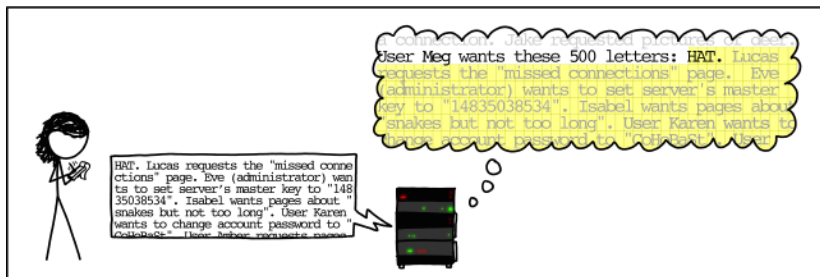 a connection. Jake requested pictures of deer.
User Meg wants these 500 letters: HAT. Lucas
requests the "missed connections" page. Eve
(administrator) wants to set server's master
key to "14835038534". Isabel wants pages about
"snakes but not too long". User Karen wants to
change account password to "CoHoBaSt". User
HAT. Lucas requests the "missed conne
ctions" page. Eve (administrator) wan
ts to set server's master key to "148
35038534". Isabel wants pages about "
snakes but not too long". User Karen
wants to change account password to "
CoHoBaSt". User Amber requests pages